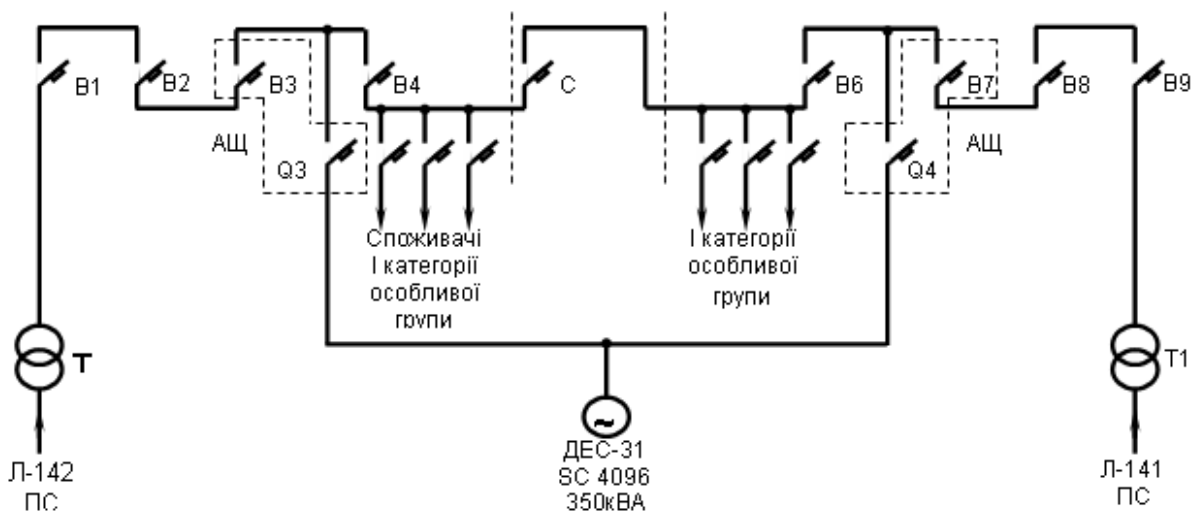 В1
В2
В3
В4
С
В6
В7
В8
В9
АЩ
АЩ
Q3
Q4
Споживачі
І категорії
особливої
групи
І категорії
особливої
групи
Т
Т1
ДЕС-31
SC 4096
350кВА
Л-142
ПС
Л-141
ПС